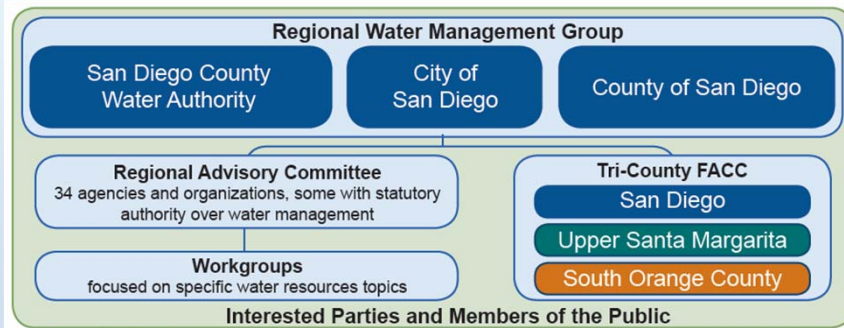 Regional Water Management Group
San Diego County
Water Authority
City of
San Diego
County of San Diego
Regional Advisory Committee
34 agencies and organizations, some with statutory
authority over water management
Workgroups
focused on specific water resources topics
Tri-County FACC
San Diego
Upper Santa Margarita
South Orange County
Interested Parties and Members of the Public